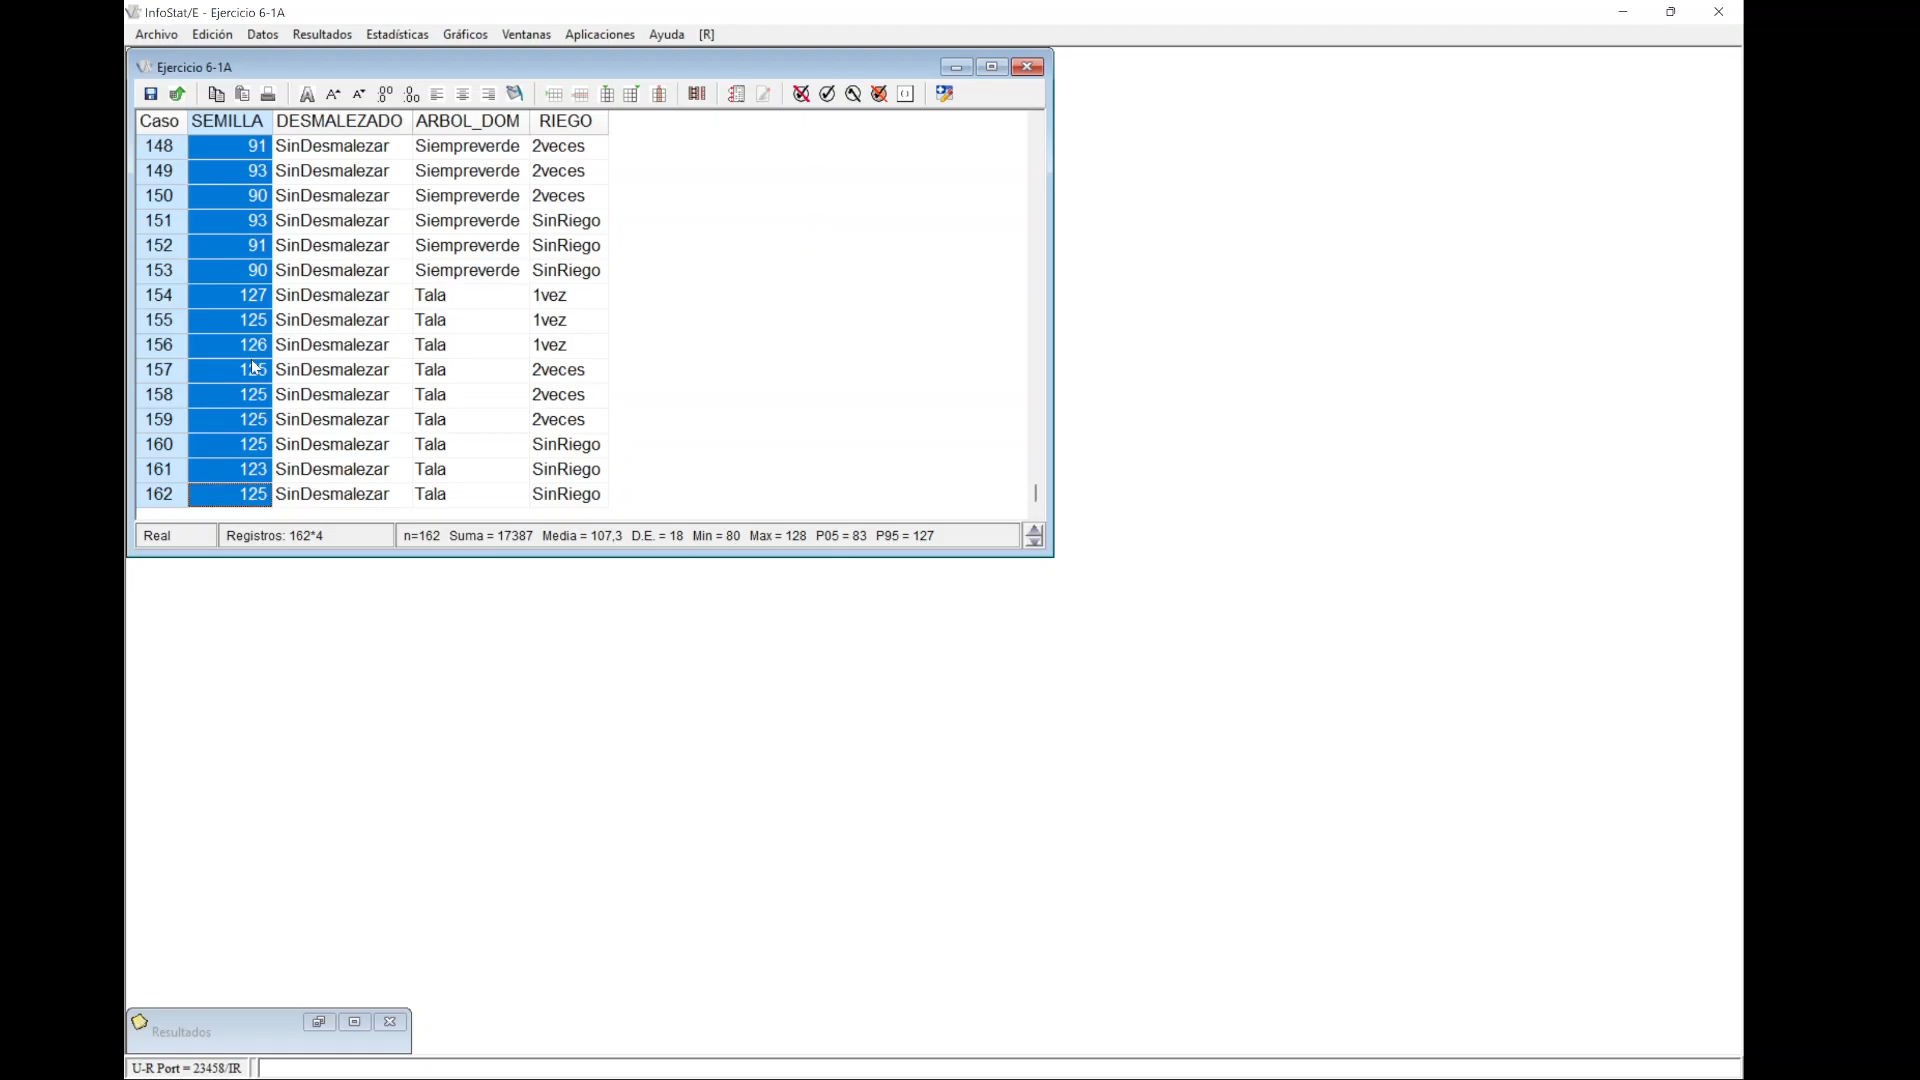 InfoStat/E - Ejercicio 6-1A
Archivo Edición Datos Resultados Estadísticas Gráficos Ventanas Aplicaciones Ayuda [R]
Ejercicio 6-1A
Caso SEMILLA DESMALEZADO ARBOL_DOM RIEGO
148 91 SinDesmalezar Siempreverde 2veces
149 93 SinDesmalezar Siempreverde 2veces
150 90 SinDesmalezar Siempreverde 2veces
151 93 SinDesmalezar Siempreverde SinRiego
152 91 SinDesmalezar Siempreverde SinRiego
153 90 SinDesmalezar Siempreverde SinRiego
154 127 SinDesmalezar Tala 1vez
155 125 SinDesmalezar Tala 1vez
156 126 SinDesmalezar Tala 1vez
157 SinDesmalezar Tala 2veces
158 125 SinDesmalezar Tala 2veces
159 125 SinDesmalezar Tala 2veces
160 125 SinDesmalezar Tala SinRiego
161 123 SinDesmalezar Tala SinRiego
162 125 SinDesmalezar Tala SinRiego
Real Registros: 162*4 n=162 Suma = 17387 Media = 107,3 D.E. = 18 Min = 80 Max = 128 P05 = 83 P95 = 127
Resultados
U-R Port = 23458/IR